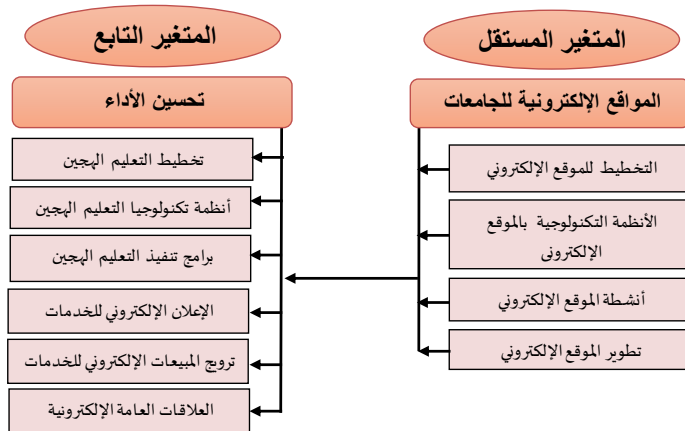 المتغير المستقل
المواقع الإلكترونية للجامعات
التخطيط للموقع الإلكتروني
الأنظمة التكنولوجية بالموقع
الإلكترونى
أنشطة الموقع الإلكتروني
تطوير الموقع الإلكتروني
المتغير التابع
تحسين الأداء
تخطيط التعليم الهجين
أنظمة تكنولوجيا التعليم الهجين
برامج تنفيذ التعليم الهجين
الإعلان الإلكتروني للخدمات
ترويج المبيعات الإلكتروني للخدمات
العلاقات العامة الإلكترونية